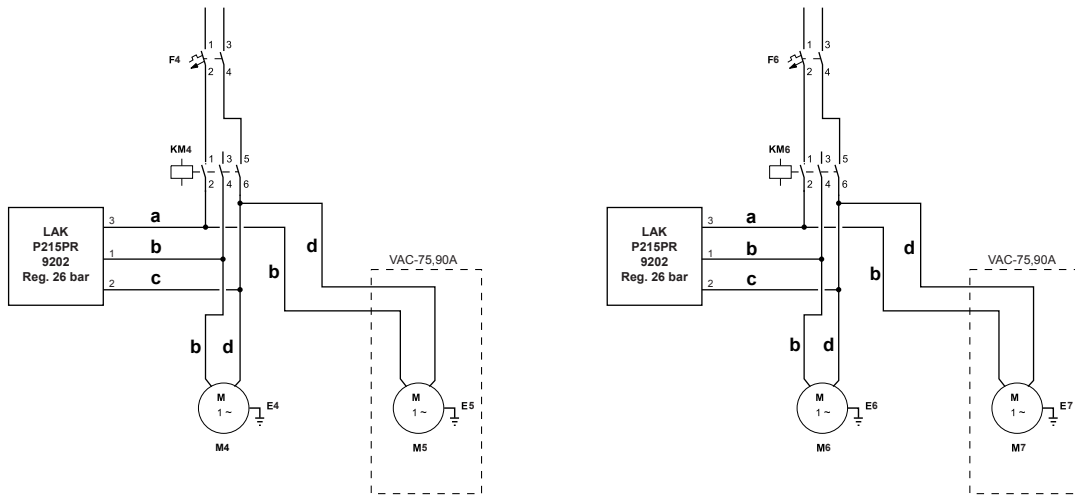 1 3
F4
2 4
KM4
1 3 5
2 4 6
LAK
P215PR
9202
Reg. 26 bar
3 a
1 b
2 c
b
d
VAC-75,90A
b d
M
1 ~
E4
M4
M
1 ~
E5
M5
1 3
F6
2 4
KM6
1 3 5
2 4 6
LAK
P215PR
9202
Reg. 26 bar
3 a
1 b
2 c
b
d
VAC-75,90A
b d
M
1 ~
E6
M6
M
1 ~
E7
M7